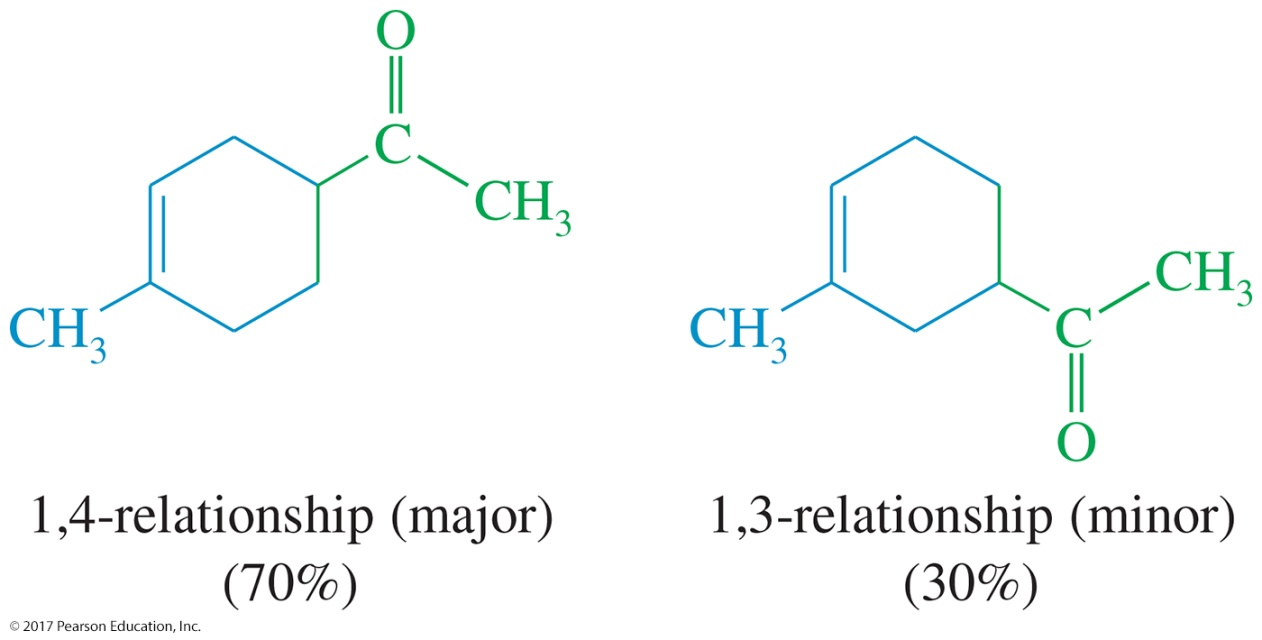 O
C
CH₃
CH₃
1,4-relationship (major)
(70%)
CH₃
C
CH₃
O
1,3-relationship (minor)
(30%)
© 2017 Pearson Education, Inc.